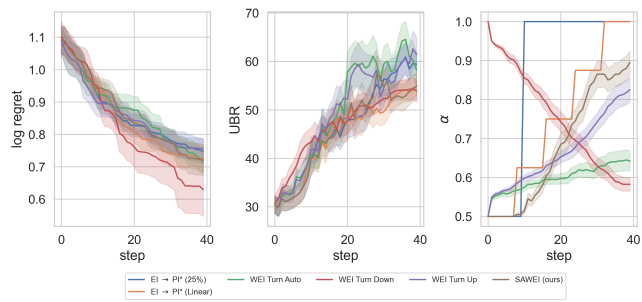 1.1
1.0
0.9
0.8
0.7
0.6
log regret
0
20
40
step
70
60
50
40
30
UBR
0
20
40
step
1.0
0.9
0.8
0.7
0.6
0.5
α
0
20
40
step
EI → PI* (25%)
EI → PI* (Linear)
WEI Turn Auto
WEI Turn Down
WEI Turn Up
SAWEI (ours)